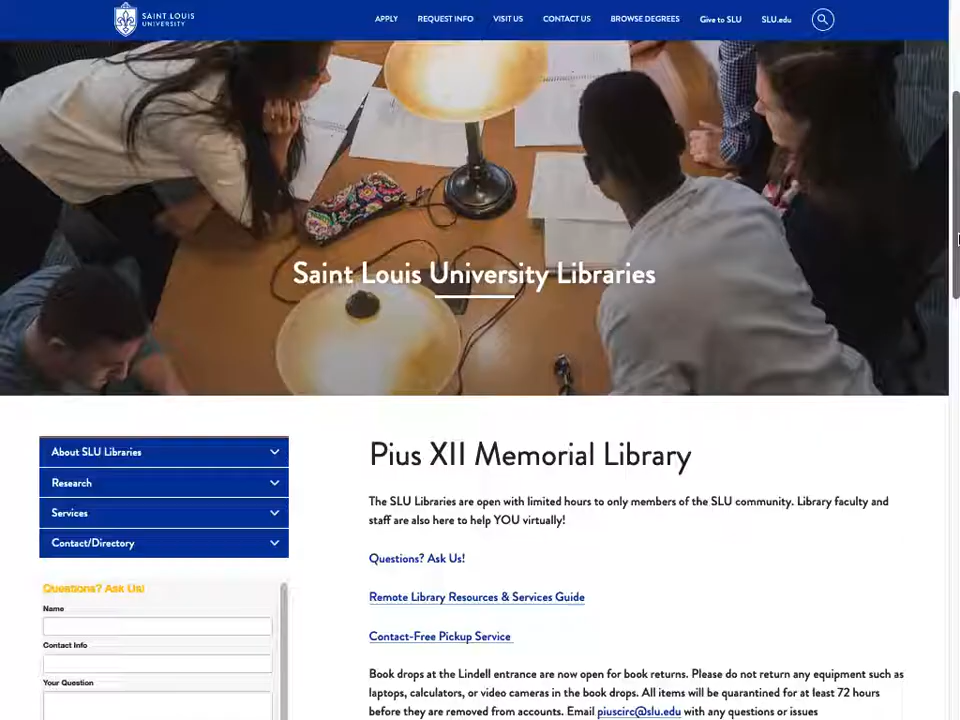 SAINT LOUIS
UNIVERSITY
APPLY REQUEST INFO VISIT US CONTACT US BROWSE DEGREES Give to SLU SLU.edu
Saint Louis University Libraries
About SLU Libraries
Research
Services
Contact/Directory
Questions? Ask Us!
Name
Contact Info
Your Question
Pius XII Memorial Library
The SLU Libraries are open with limited hours to only members of the SLU community. Library faculty and
staff are also here to help YOU virtually!
Questions? Ask Us!
Remote Library Resources & Services Guide
Contact-Free Pickup Service
Book drops at the Lindell entrance are now open for book returns. Please do not return any equipment such as
laptops, calculators, or video cameras in the book drops. All items will be quarantined for at least 72 hours
before they are removed from accounts. Email piuscirc@slu.edu with any questions or issues